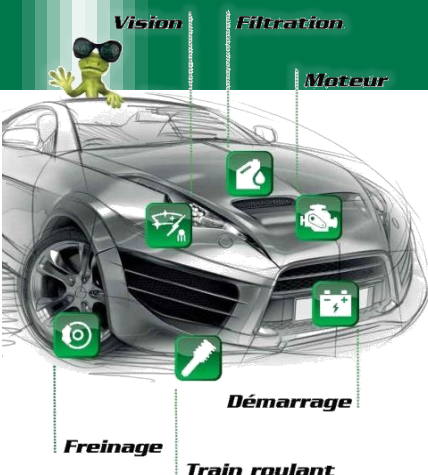 Vision
Filtration
Moteur
Démarrage
Freinage
Train roulant